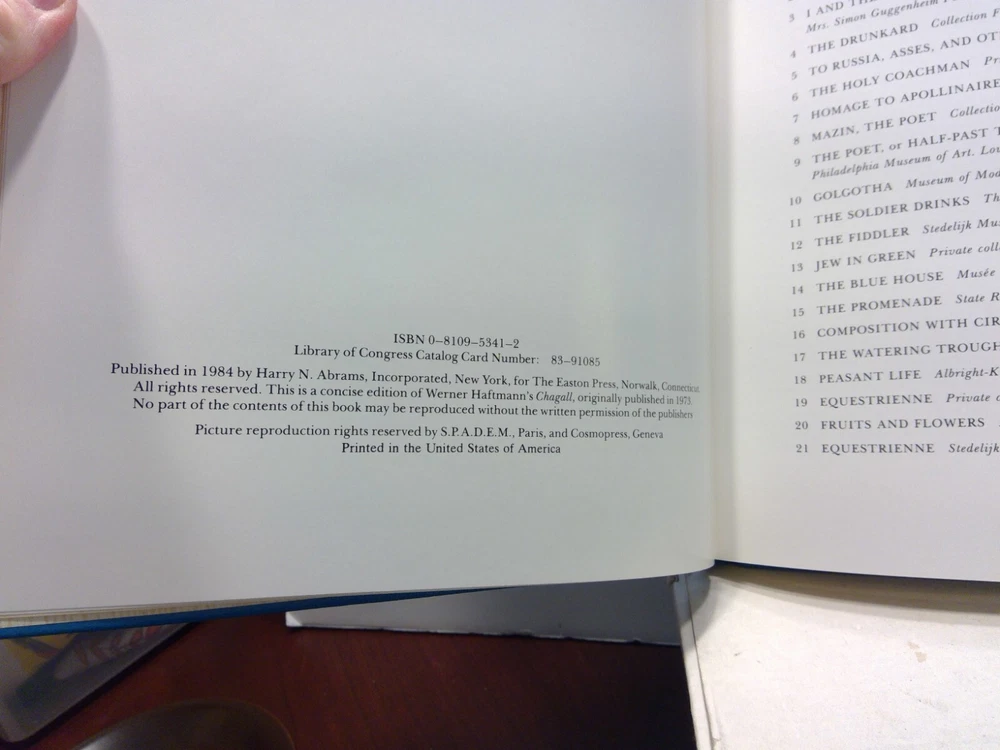 ISBN 0–8109–5341–2
Library of Congress Catalog Card Number: 83–91085
Published in 1984 by Harry N. Abrams, Incorporated, New York, for The Easton Press, Norwalk, Connecticut.
All rights reserved. This is a concise edition of Werner Haftmann's Chagall, originally published in 1973.
No part of the contents of this book may be reproduced without the written permission of the publishers
Picture reproduction rights reserved by S.P.A.D.E.M., Paris, and Cosmopress, Geneva
Printed in the United States of America
3 I AND
Mrs. Simon Guggenheim
4 THE DRUNKARD Collection
5 TO RUSSIA, ASSES, AND
6 THE HOLY COACHMAN
7 HOMAGE TO APOLLINAIRE
8 MAZIN, THE POET
9 THE POET, or HALF-PAST
Philadelphia Museum of Art.
10 GOLGOTHA Museum of
11 THE SOLDIER DRINKS
12 THE FIDDLER Stedelijk
13 JEW IN GREEN Private
14 THE BLUE HOUSE Musée
15 THE PROMENADE State
16 COMPOSITION WITH
17 THE WATERING
18 PEASANT LIFE
19 EQUESTRIENNE Private
20 FRUITS AND FLOWERS
21 EQUESTRIENNE